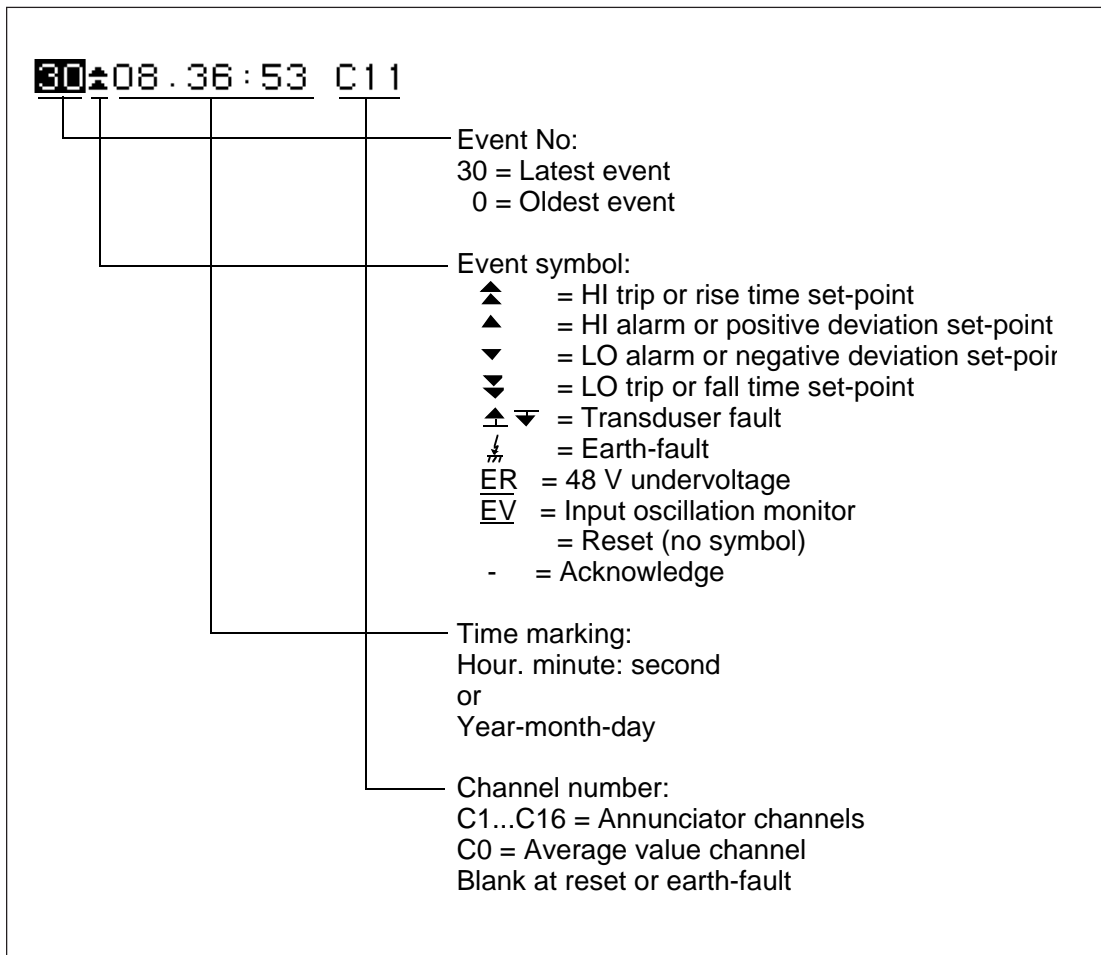 30 08.36:53 C11
Event No:
30 = Latest event
0 = Oldest event
Event symbol:
= HI trip or rise time set-point
= HI alarm or positive deviation set-point
= LO alarm or negative deviation set-poir
= LO trip or fall time set-point
= Transduser fault
= Earth-fault
ER = 48 V undervoltage
EV = Input oscillation monitor
= Reset (no symbol)
- = Acknowledge
Time marking:
Hour. minute: second
or
Year-month-day
Channel number:
C1...C16 = Annunciator channels
C0 = Average value channel
Blank at reset or earth-fault